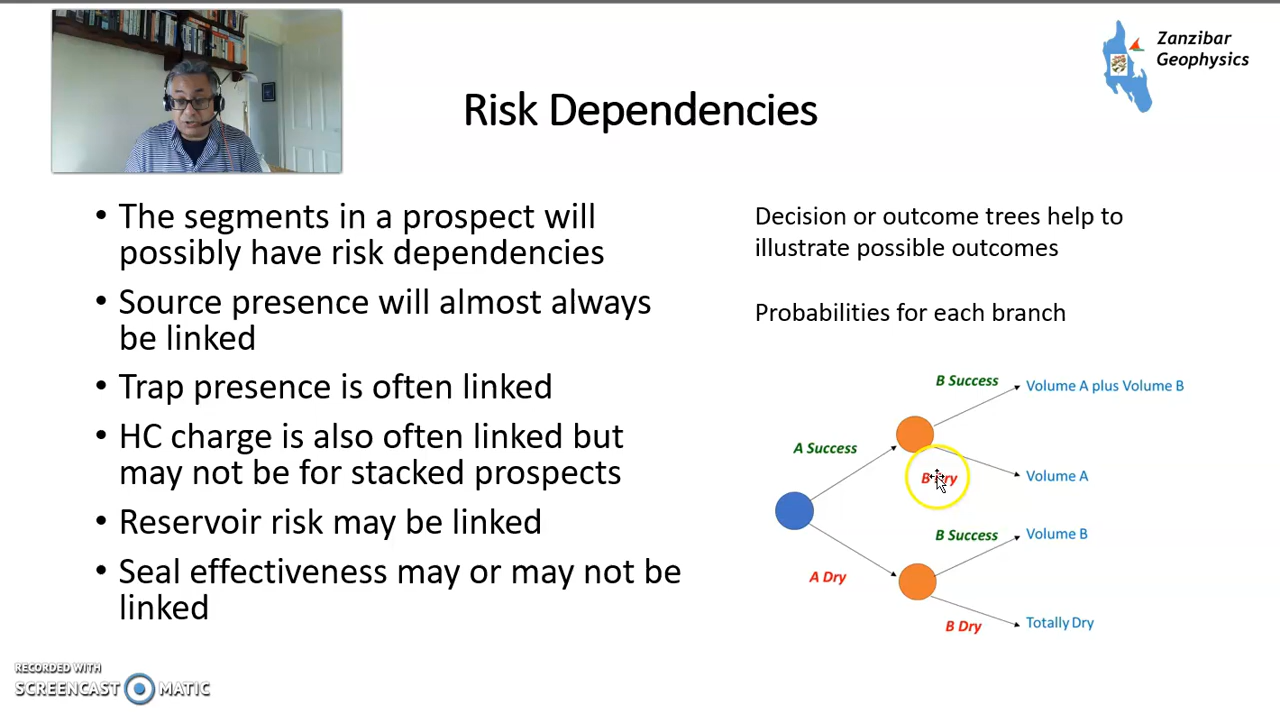 Zanzibar
Geophysics
Risk Dependencies
• The segments in a prospect will
possibly have risk dependencies
• Source presence will almost always
be linked
• Trap presence is often linked
• HC charge is also often linked but
may not be for stacked prospects
• Reservoir risk may be linked
• Seal effectiveness may or may not be
linked
Decision or outcome trees help to
illustrate possible outcomes
Probabilities for each branch
B Success
Volume A plus Volume B
A Success
B Dry
Volume A
B Success
Volume B
A Dry
B Dry
Totally Dry
RECORDED WITH
SCREENCAST MATIC